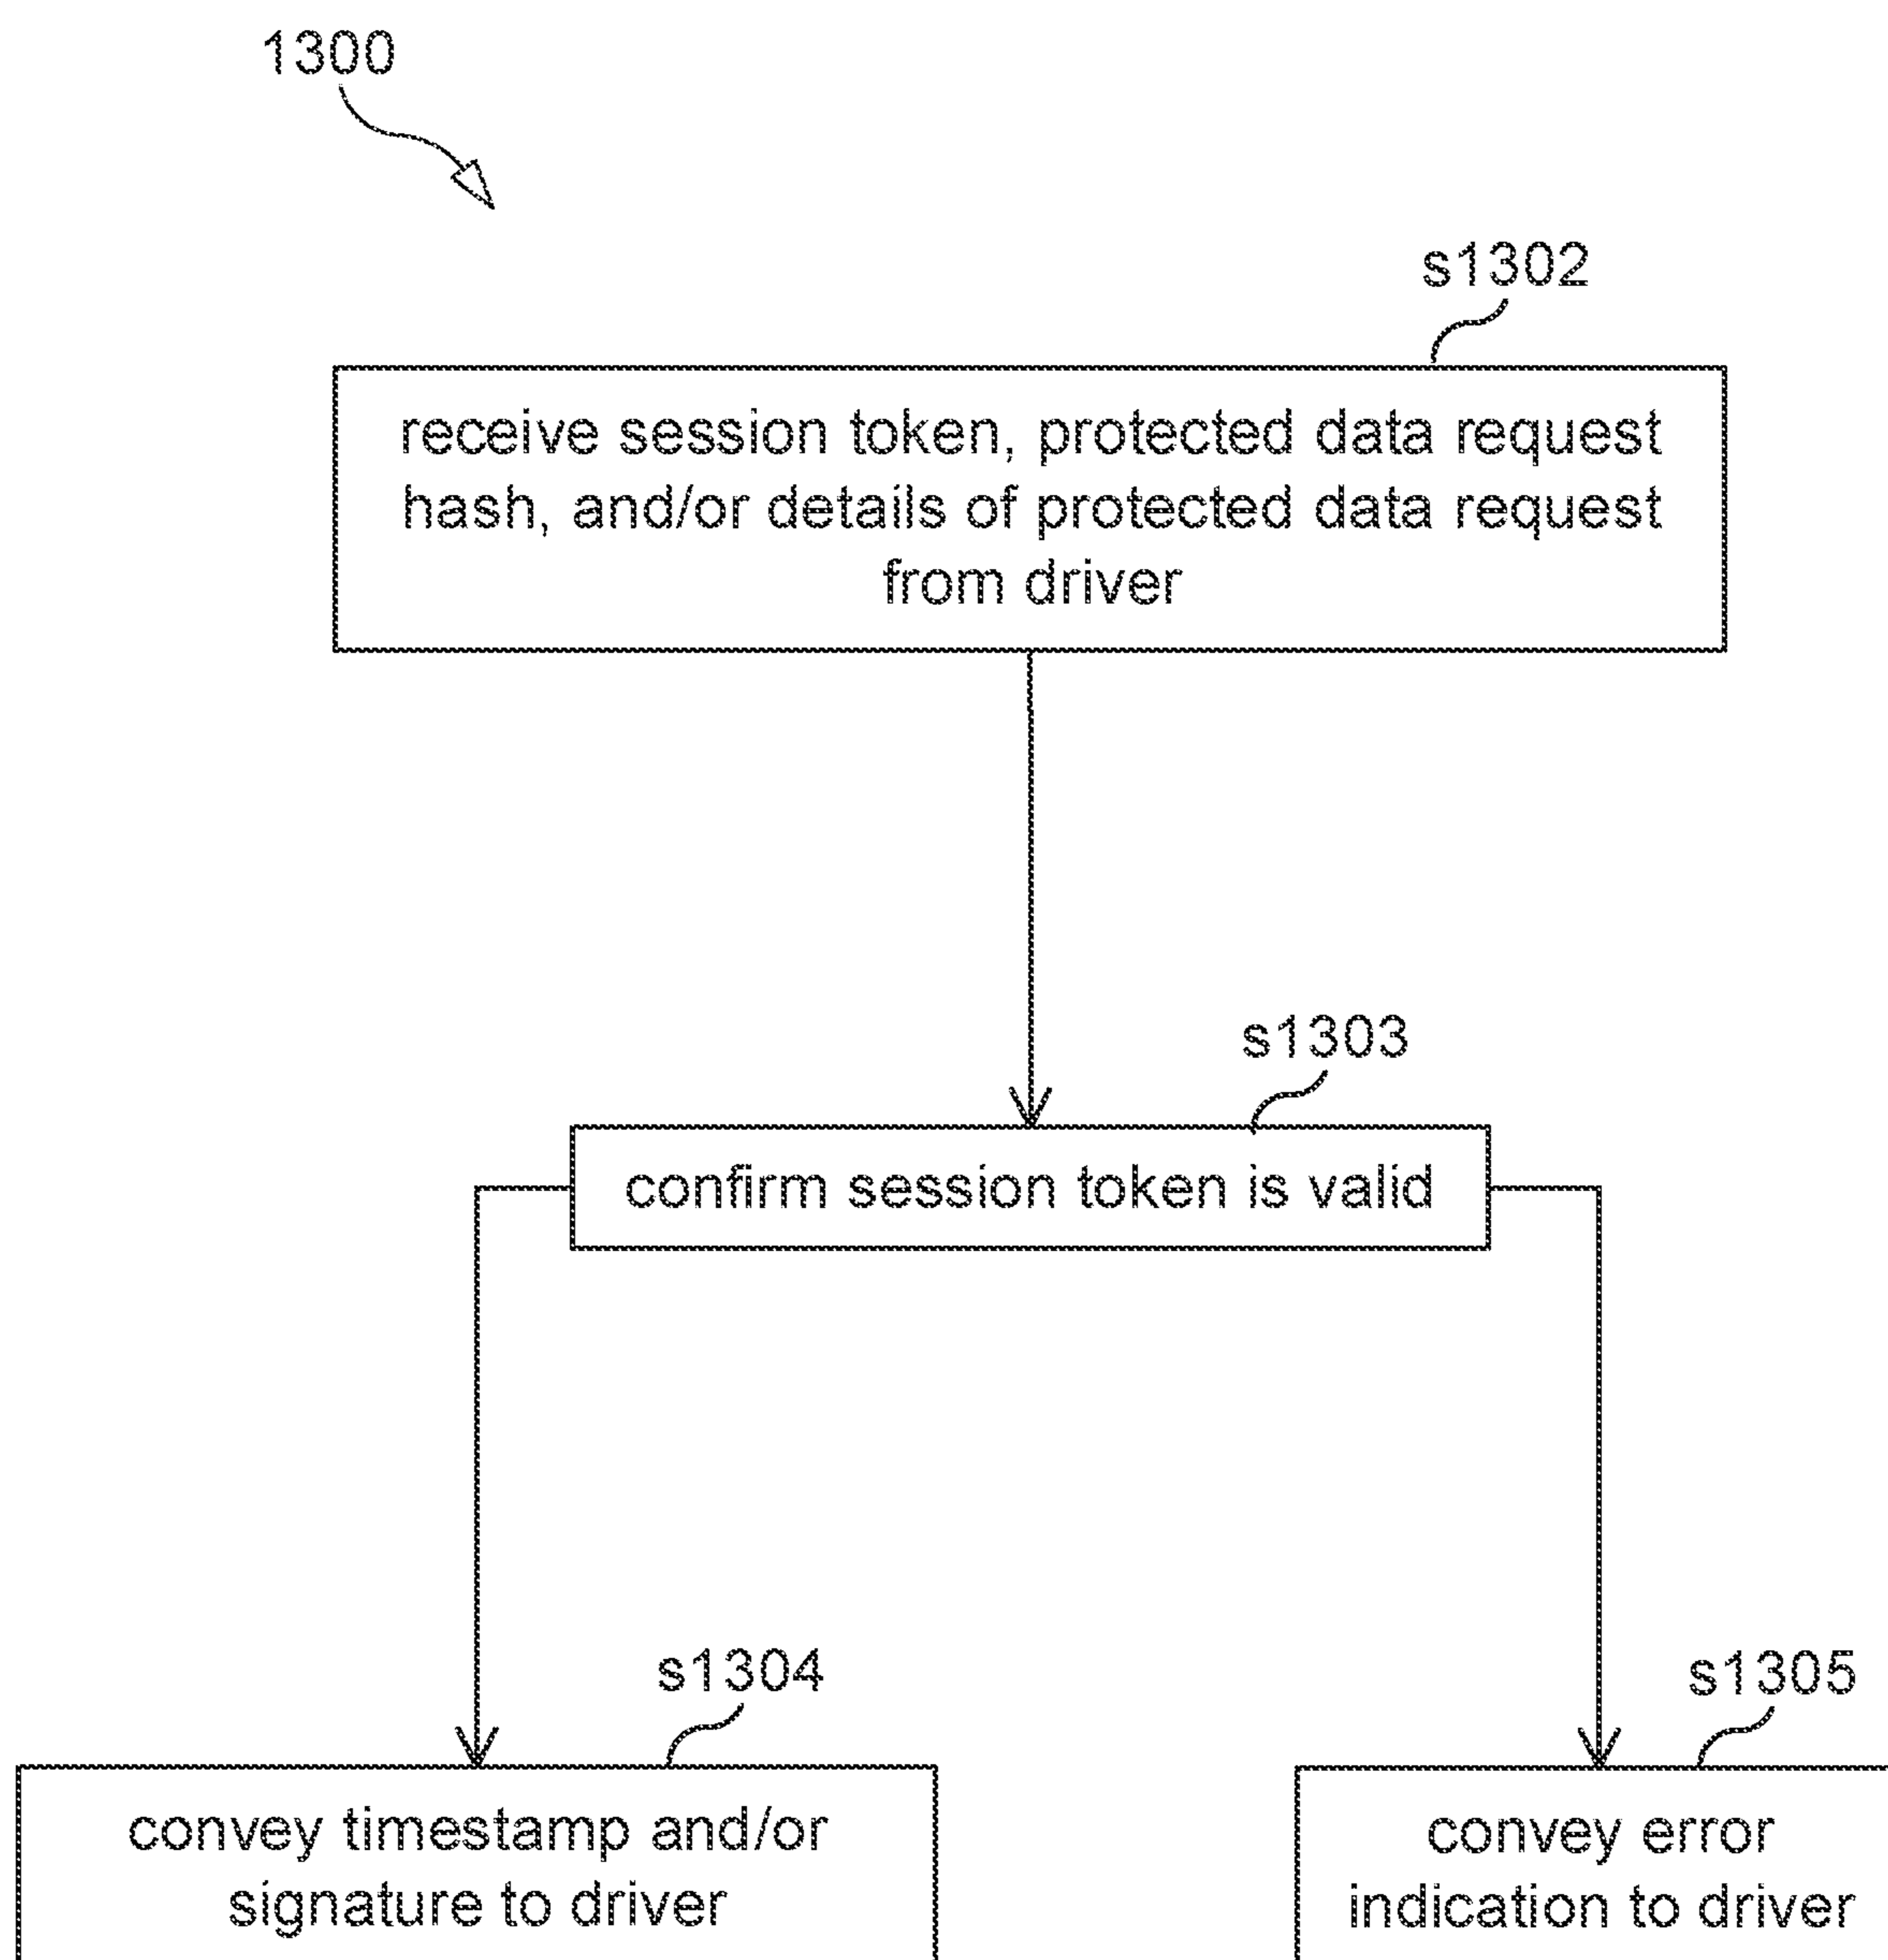 1300
s1302
receive session token, protected data request
hash, and/or details of protected data request
from driver
s1303
confirm session token is valid
s1304
convey timestamp and/or
signature to driver
s1305
convey error
indication to driver